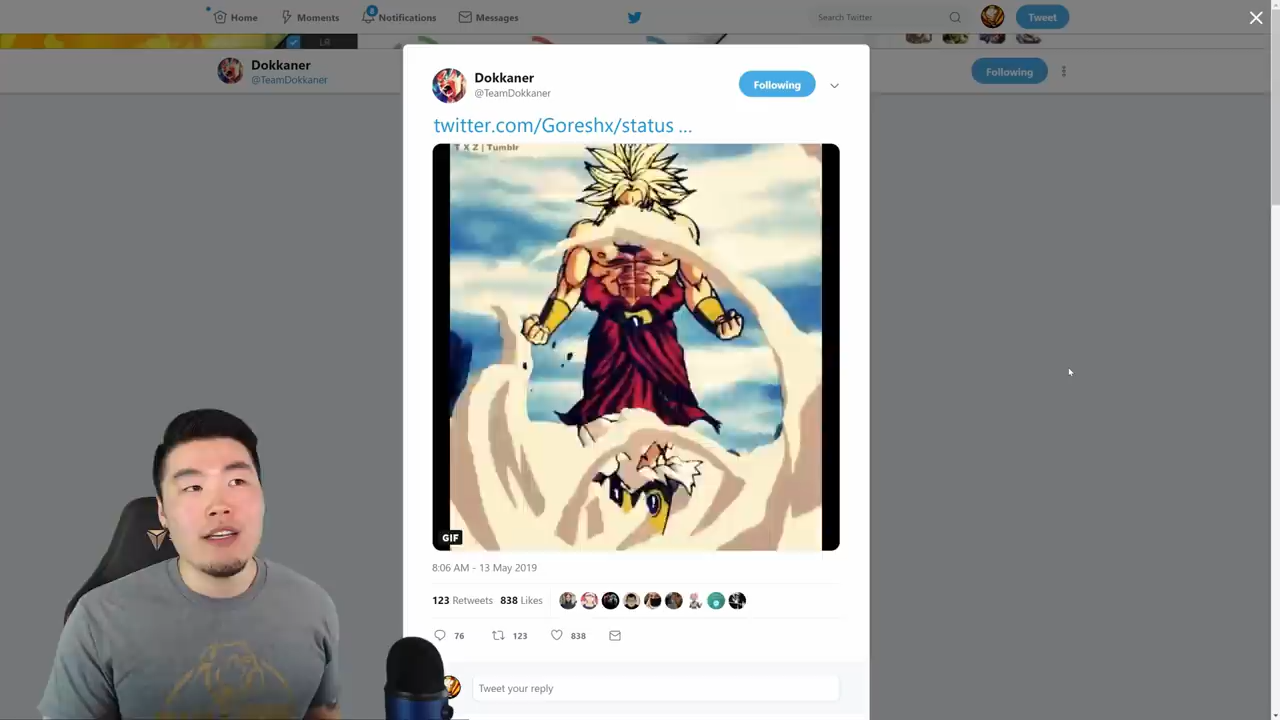 Home
Moments
8
Notifications
Messages
Search Twitter
Tweet
LR
Dokkaner
@TeamDokkaner
Following
Dokkaner
@TeamDokkaner
Following
twitter.com/Goreshx/status ...
T X Z | Tumblr
GIF
8:06 AM - 13 May 2019
123 Retweets 838 Likes
76
123
838
Tweet your reply